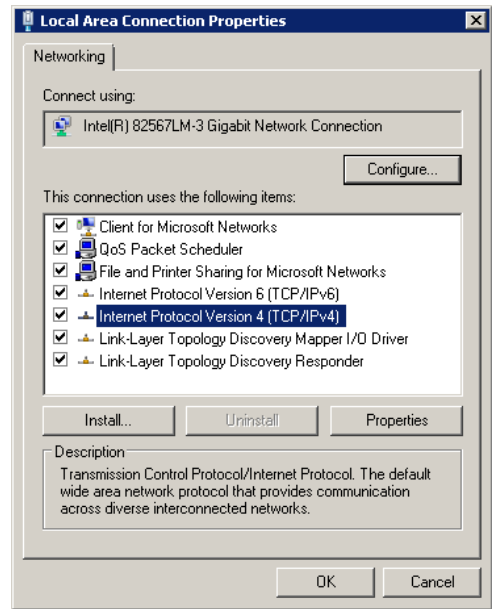 Local Area Connection Properties
Networking
Connect using:
Intel(R) 82567LM-3 Gigabit Network Connection
Configure...
This connection uses the following items:
Client for Microsoft Networks
QoS Packet Scheduler
File and Printer Sharing for Microsoft Networks
Internet Protocol Version 6 (TCP/IPv6)
Internet Protocol Version 4 (TCP/IPv4)
Link-Layer Topology Discovery Mapper I/O Driver
Link-Layer Topology Discovery Responder
Install...
Uninstall
Properties
Description
Transmission Control Protocol/Internet Protocol. The default
wide area network protocol that provides communication
across diverse interconnected networks.
OK
Cancel